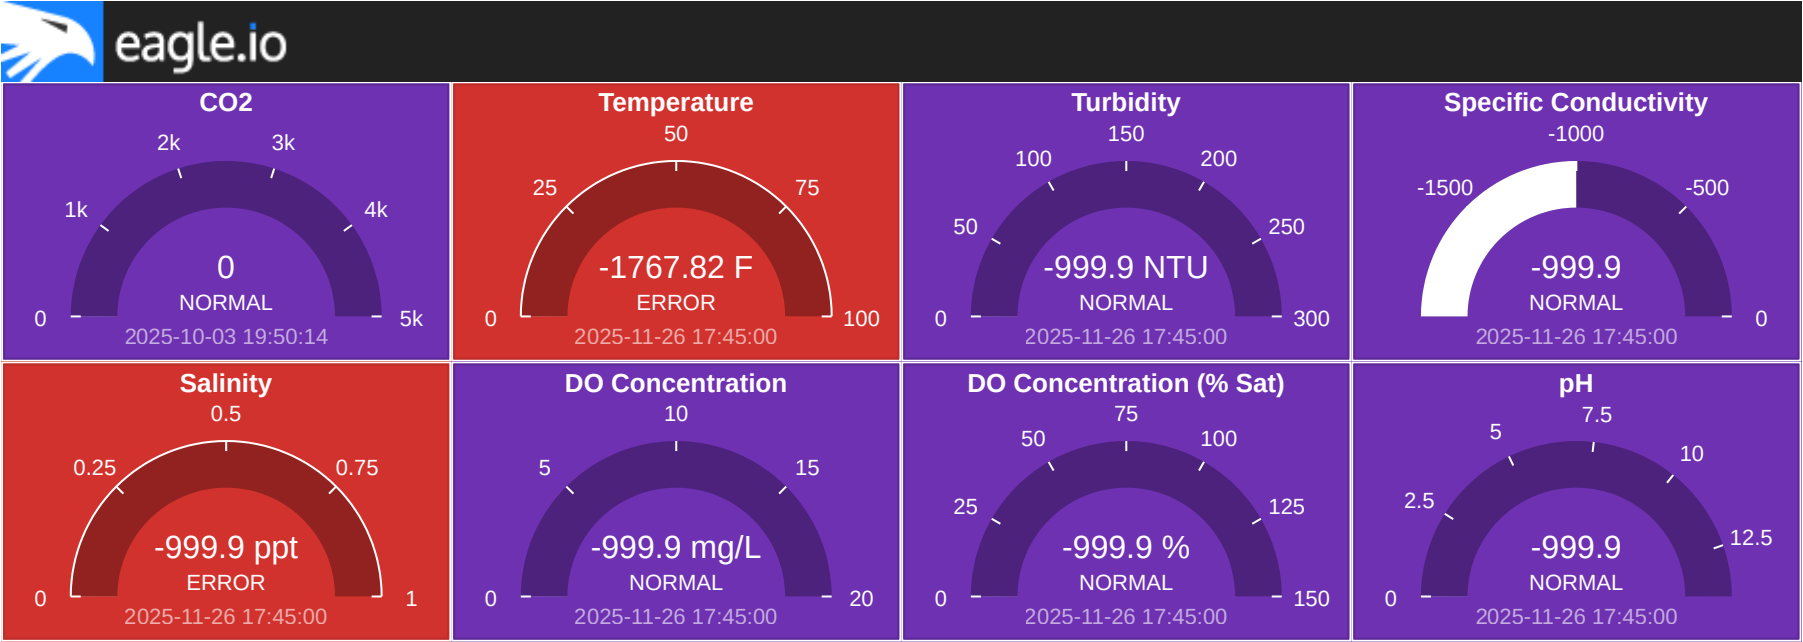 eagle.io
CO2
2k
3k
1k
4k
0
NORMAL
0
5k
2025-10-03 19:50:14
Temperature
50
25
75
-1767.82 F
ERROR
0
100
2025-11-26 17:45:00
Turbidity
150
100
200
50
250
-999.9 NTU
NORMAL
0
300
2025-11-26 17:45:00
Specific Conductivity
-1000
-1500
-500
-999.9
NORMAL
0
2025-11-26 17:45:00
Salinity
0.5
0.25
0.75
-999.9 ppt
ERROR
0
1
2025-11-26 17:45:00
DO Concentration
10
5
15
-999.9 mg/L
NORMAL
0
20
2025-11-26 17:45:00
DO Concentration (% Sat)
75
50
100
25
125
-999.9 %
NORMAL
0
150
2025-11-26 17:45:00
pH
7.5
5
10
2.5
12.5
-999.9
NORMAL
0
2025-11-26 17:45:00